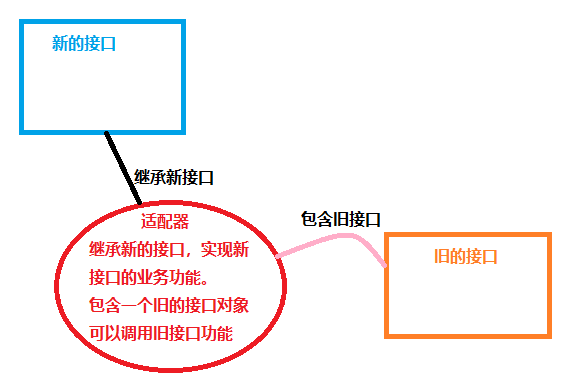 新的接口
继承新接口
适配器
继承新的接口，实现新
接口的业务功能。
包含一个旧的接口对象
可以调用旧接口功能
包含旧接口
旧的接口